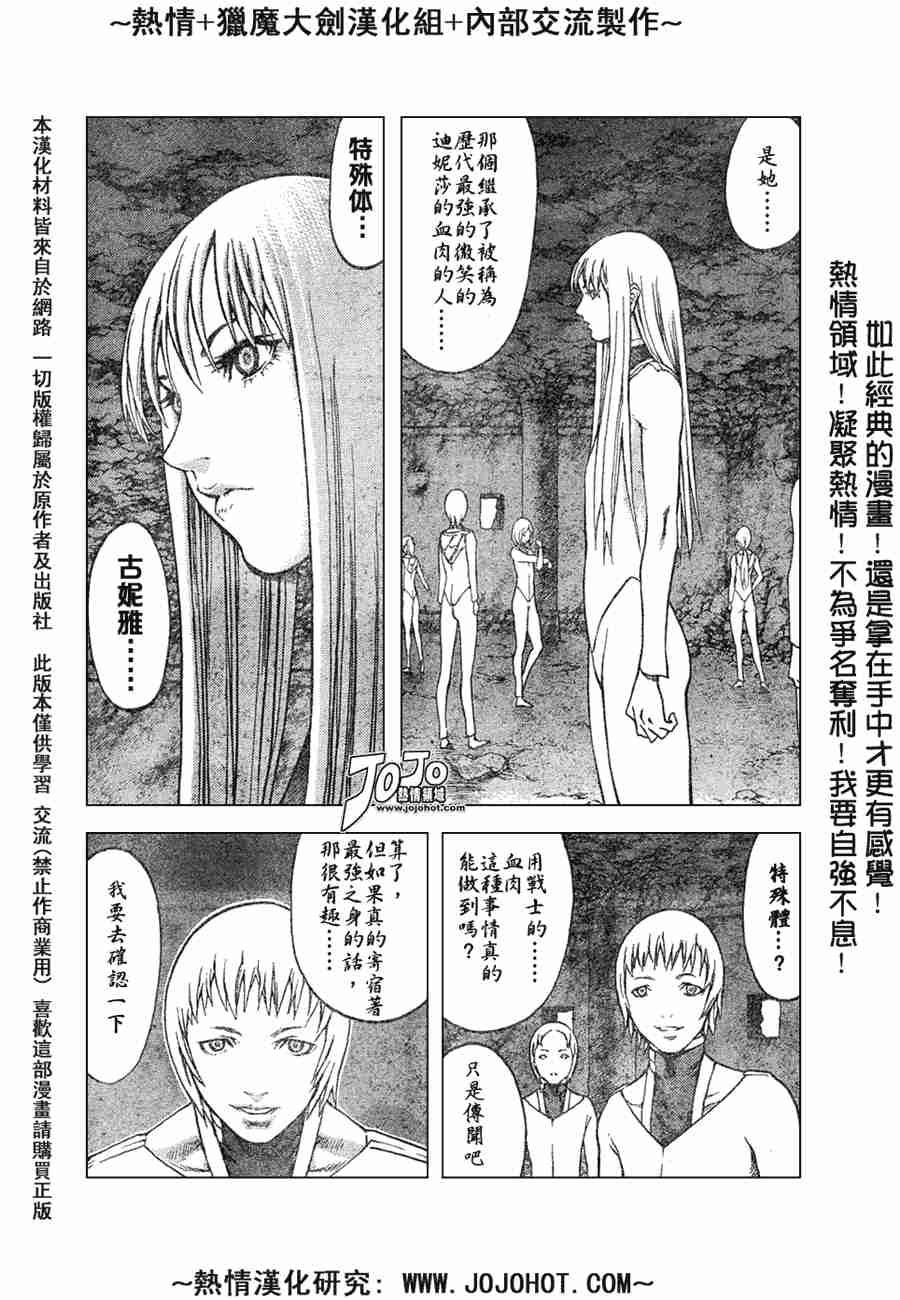 ~熱情+獵魔大劍漢化組+內部交流製作~
如此經典的漫畫！還是拿在手中才更有感覺！
熱情領域！凝聚熱情！不為爭名奪利！我要自強不息！
是她……
那個繼承了被稱為
歷代最強的微笑的
迪妮莎的血肉的人……
特殊体…
古妮雅……
JOJO
熱情領域
www.jojohot.com
特殊體…?
用戰士的……
血肉
這種事情真的
能做到嗎?
只是傳聞吧
算了，
但如果真的寄宿著
最強之身的話，
那很有趣……
我要去確認一下
本漢化材料皆來自於網路 一切版權歸屬於原作者及出版社 此版本僅供學習 交流(禁止作商業用) 喜歡這部漫畫請購買正版
~熱情漢化研究: WWW.JOJOHOT.COM~